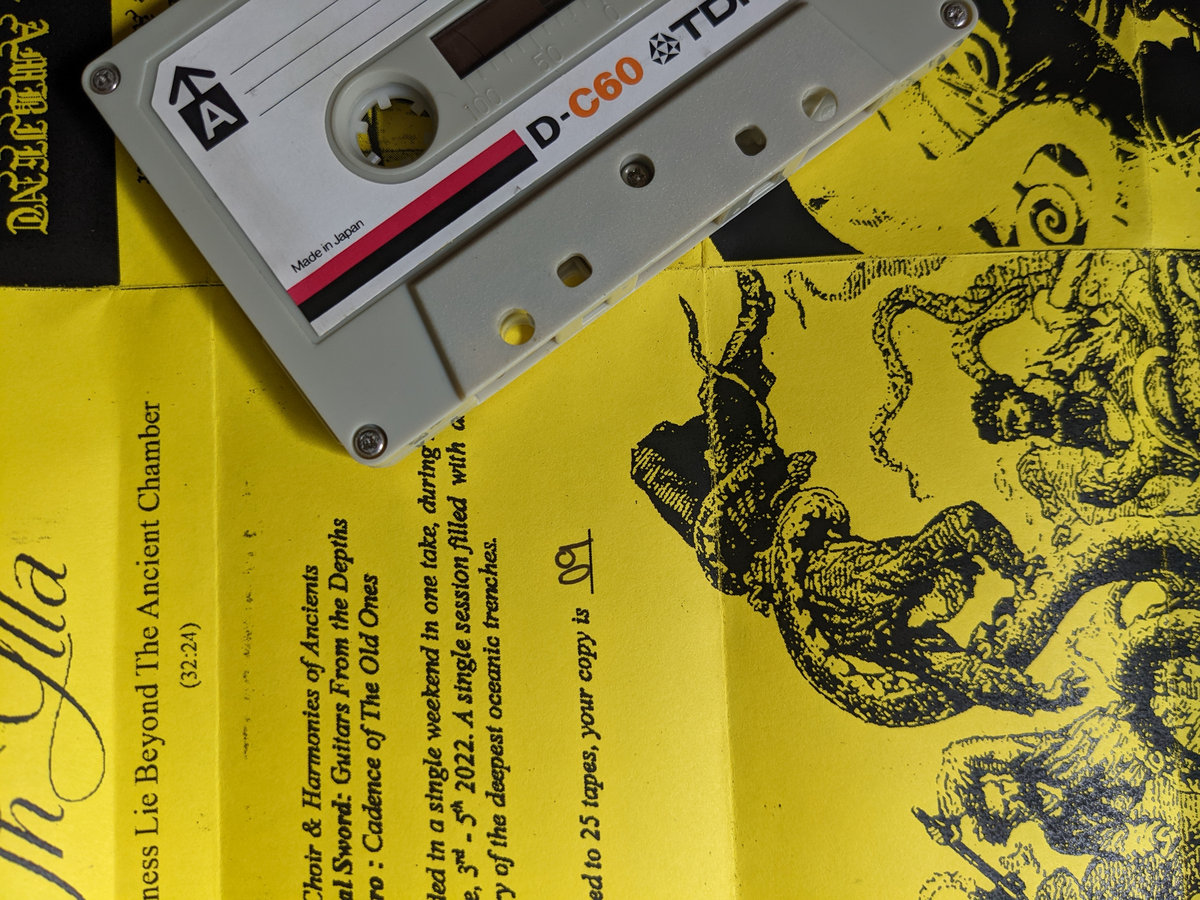 A
100
50
0
D-C60
Made in Japan
Ylla
ness Lie Beyond The Ancient Chamber
(32:24)
Choir & Harmonies of Ancients
al Sword: Guitars From the Depths
ro : Cadence of The Old Ones
ded in a single weekend in one take, during
e, 3rd - 5th 2022. A single session filled with
ry of the deepest oceanic trenches.
ed to 25 tapes, your copy is 09